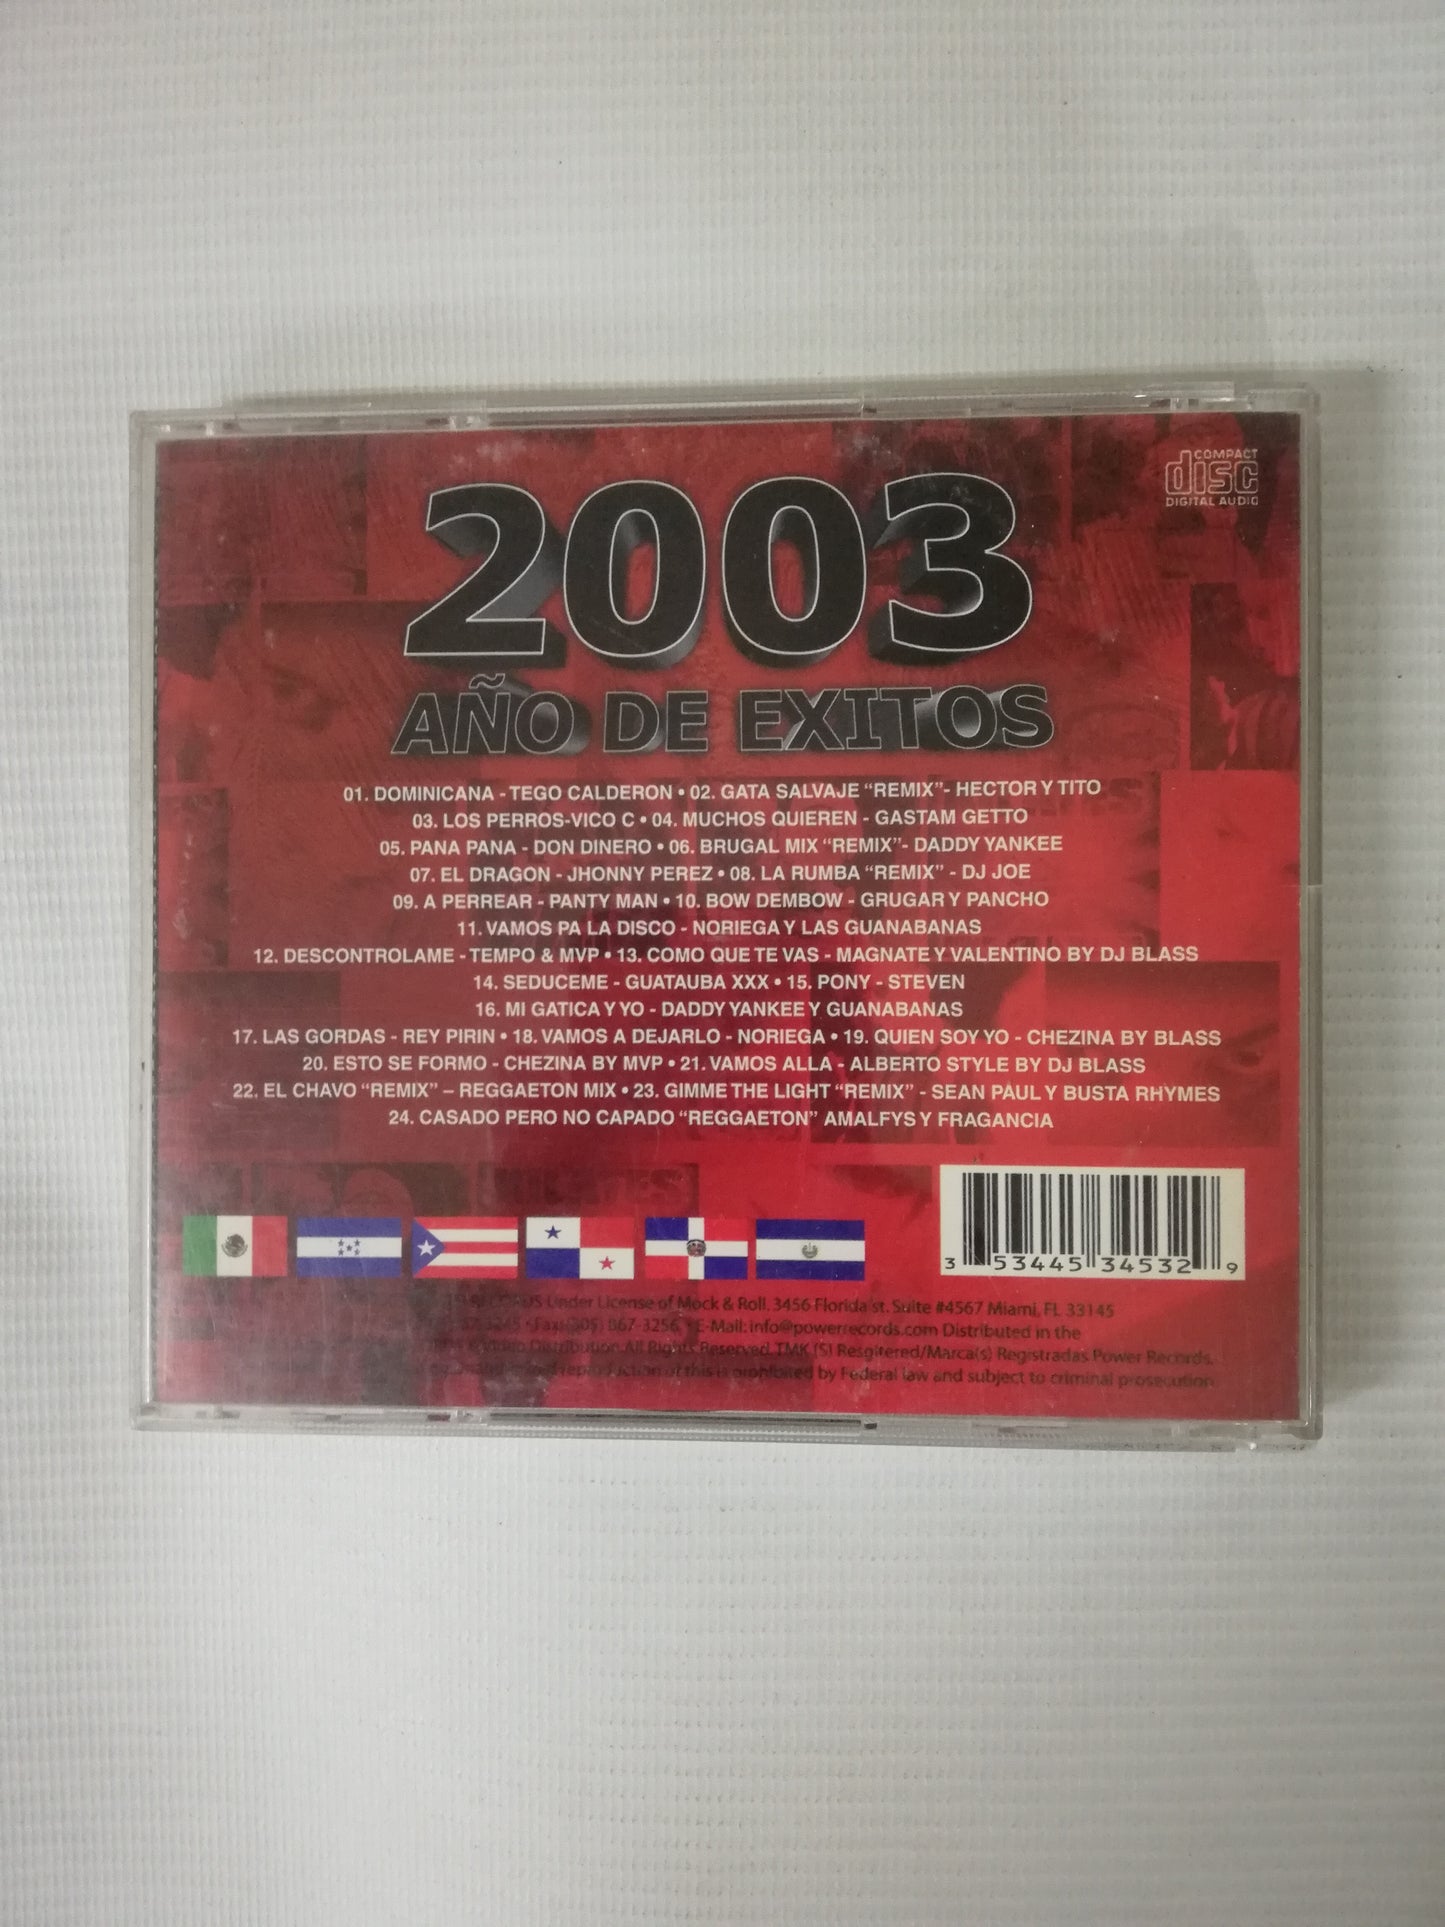 COMPACT
disc
DIGITAL AUDIO
2003
AÑO DE EXITOS
01. DOMINICANA - TEGO CALDERON • 02. GATA SALVAJE “REMIX”- HECTOR Y TITO
03. LOS PERROS-VICO C • 04. MUCHOS QUIEREN - GASTAM GETTO
05. PANA PANA - DON DINERO • 06. BRUGAL MIX “REMIX”- DADDY YANKEE
07. EL DRAGON - JHONNY PEREZ • 08. LA RUMBA “REMIX” - DJ JOE
09. A PERREAR - PANTY MAN • 10. BOW DEMBOW - GRUGAR Y PANCHO
11. VAMOS PA LA DISCO - NORIEGA Y LAS GUANABANAS
12. DESCONTROLAME - TEMPO & MVP • 13. COMO QUE TE VAS - MAGNATE Y VALENTINO BY DJ BLASS
14. SEDUCEME - GUATAUBA XXX • 15. PONY - STEVEN
16. MI GATICA Y YO - DADDY YANKEE Y GUANABANAS
17. LAS GORDAS - REY PIRIN • 18. VAMOS A DEJARLO - NORIEGA • 19. QUIEN SOY YO - CHEZINA BY BLASS
20. ESTO SE FORMO - CHEZINA BY MVP • 21. VAMOS ALLA - ALBERTO STYLE BY DJ BLASS
22. EL CHAVO “REMIX” – REGGAETON MIX • 23. GIMME THE LIGHT “REMIX” - SEAN PAUL Y BUSTA RHYMES
24. CASADO PERO NO CAPADO “REGGAETON” AMALFYS Y FRAGANCIA
3 53445 34532 9
Under License of Mock & Roll. 3456 Florida st. Suite #4567 Miami, FL 33145
Fax: (305) 867-3256 • E-Mail: info@powerrecords.com Distributed in the
& Video Distribution All Rights Reserved. TMK (S) Resgitered/Marca(s) Registradas Power Records.
reproduction of this is prohibited by Federal law and subject to criminal prosecution